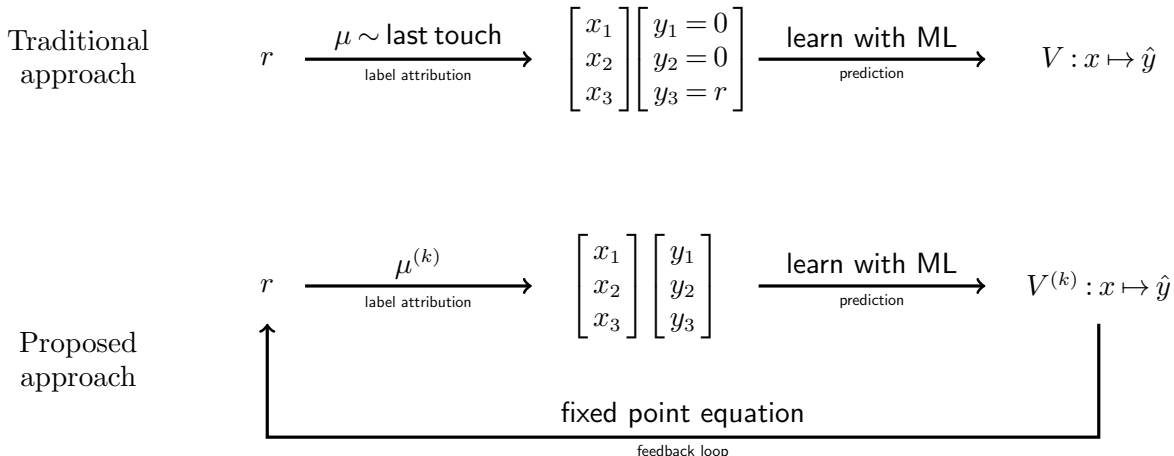 Traditional
approach
r
μ ∼ last touch
label attribution
[x₁ x₂ x₃]
[y₁ = 0 y₂ = 0 y₃ = r]
learn with ML
prediction
V : x ↦ ŷ
Proposed
approach
r
μ⁽ᵏ⁾
label attribution
[x₁ x₂ x₃]
[y₁ y₂ y₃]
learn with ML
prediction
V⁽ᵏ⁾ : x ↦ ŷ
fixed point equation
feedback loop